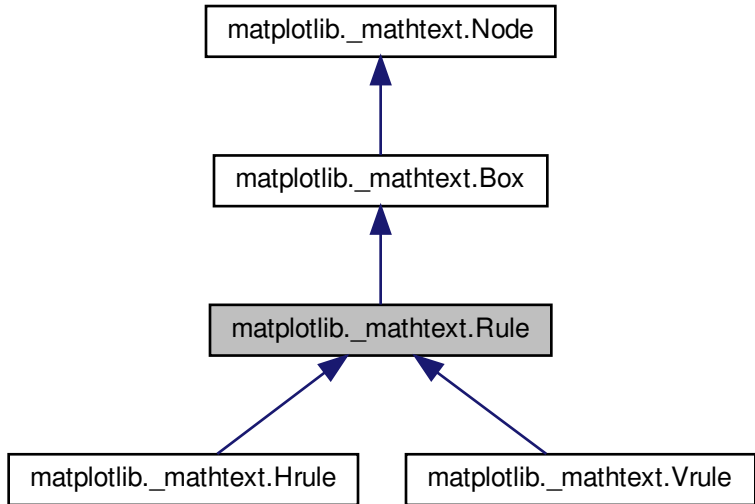 matplotlib._mathtext.Node
matplotlib._mathtext.Box
matplotlib._mathtext.Rule
matplotlib._mathtext.Hrule
matplotlib._mathtext.Vrule